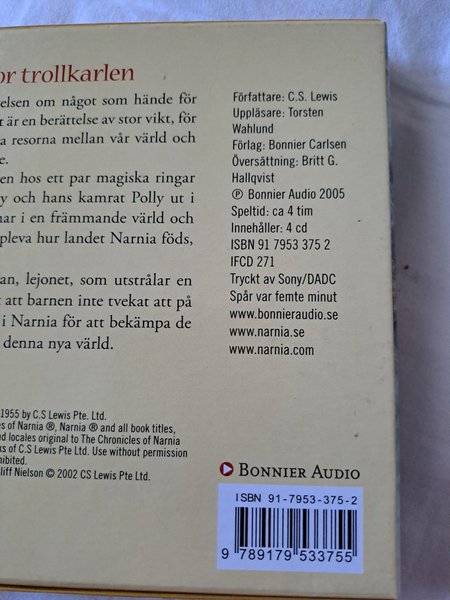 or trollkarlen
elsen om något som hände för
t är en berättelse av stor vikt, för
a resorna mellan vår värld och
e.
en hos ett par magiska ringar
y och hans kamrat Polly ut i
nar i en främmande värld och
pleva hur landet Narnia föds,
an, lejonet, som utstrålar en
t att barnen inte tvekat att på
i Narnia för att bekämpa de
denna nya värld.
1955 by C.S Lewis Pte. Ltd.
les of Narnia ®, Narnia ® and all book titles,
nd locales original to The Chronicles of Narnia
ks of C.S Lewis Pte Ltd. Use without permission
hibited.
liff Nielson © 2002 CS Lewis Pte Ltd.
Författare: C.S. Lewis
Uppläsare: Torsten
Wahlund
Förlag: Bonnier Carlsen
Översättning: Britt G.
Hallqvist
℗ Bonnier Audio 2005
Speltid: ca 4 tim
Innehåller: 4 cd
ISBN 91 7953 375 2
IFCD 271
Tryckt av Sony/DADC
Spår var femte minut
www.bonnieraudio.se
www.narnia.se
www.narnia.com
BONNIER AUDIO
ISBN 91-7953-375-2
9 789179 533755